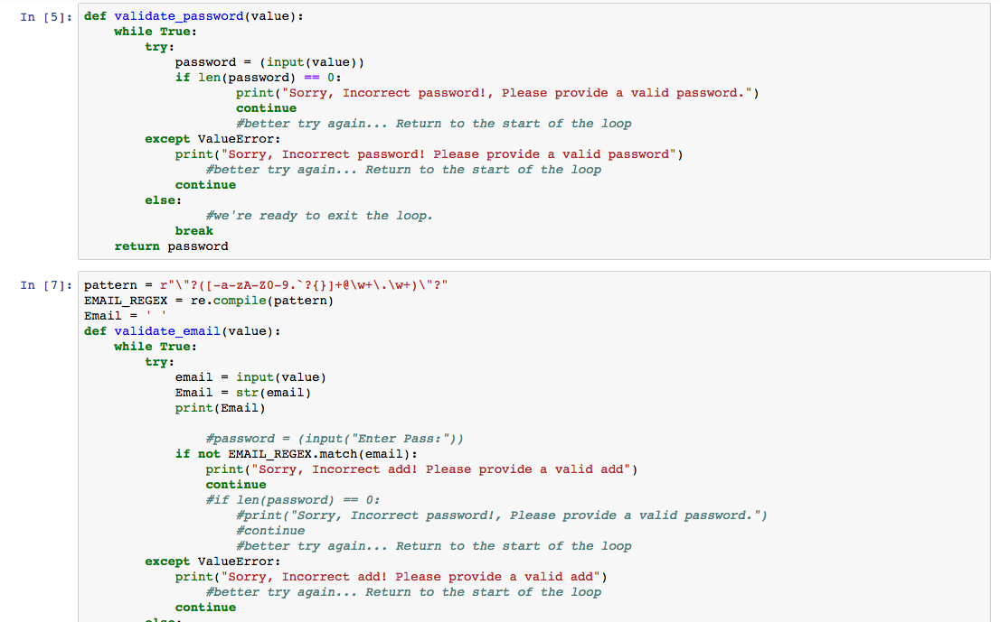 In [5]: def validate_password(value):
    while True:
        try:
            password = (input(value))
            if len(password) == 0:
                    print("Sorry, Incorrect password!, Please provide a valid password.")
                    continue
                    #better try again... Return to the start of the loop
        except ValueError:
            print("Sorry, Incorrect password! Please provide a valid password")
                #better try again... Return to the start of the loop
            continue
        else:
                #we're ready to exit the loop.
            break
    return password
In [7]: pattern = r"\"?([-a-zA-Z0-9.`?{}]+@\w+\.\w+)\"?"
EMAIL_REGEX = re.compile(pattern)
Email = ' '
def validate_email(value):
    while True:
        try:
            email = input(value)
            Email = str(email)
            print(Email)
                #password = (input("Enter Pass:"))
            if not EMAIL_REGEX.match(email):
                print("Sorry, Incorrect add! Please provide a valid add")
                continue
                #if len(password) == 0:
                    #print("Sorry, Incorrect password!, Please provide a valid password.")
                    #continue
                    #better try again... Return to the start of the loop
        except ValueError:
            print("Sorry, Incorrect add! Please provide a valid add")
                #better try again... Return to the start of the loop
            continue
        else: